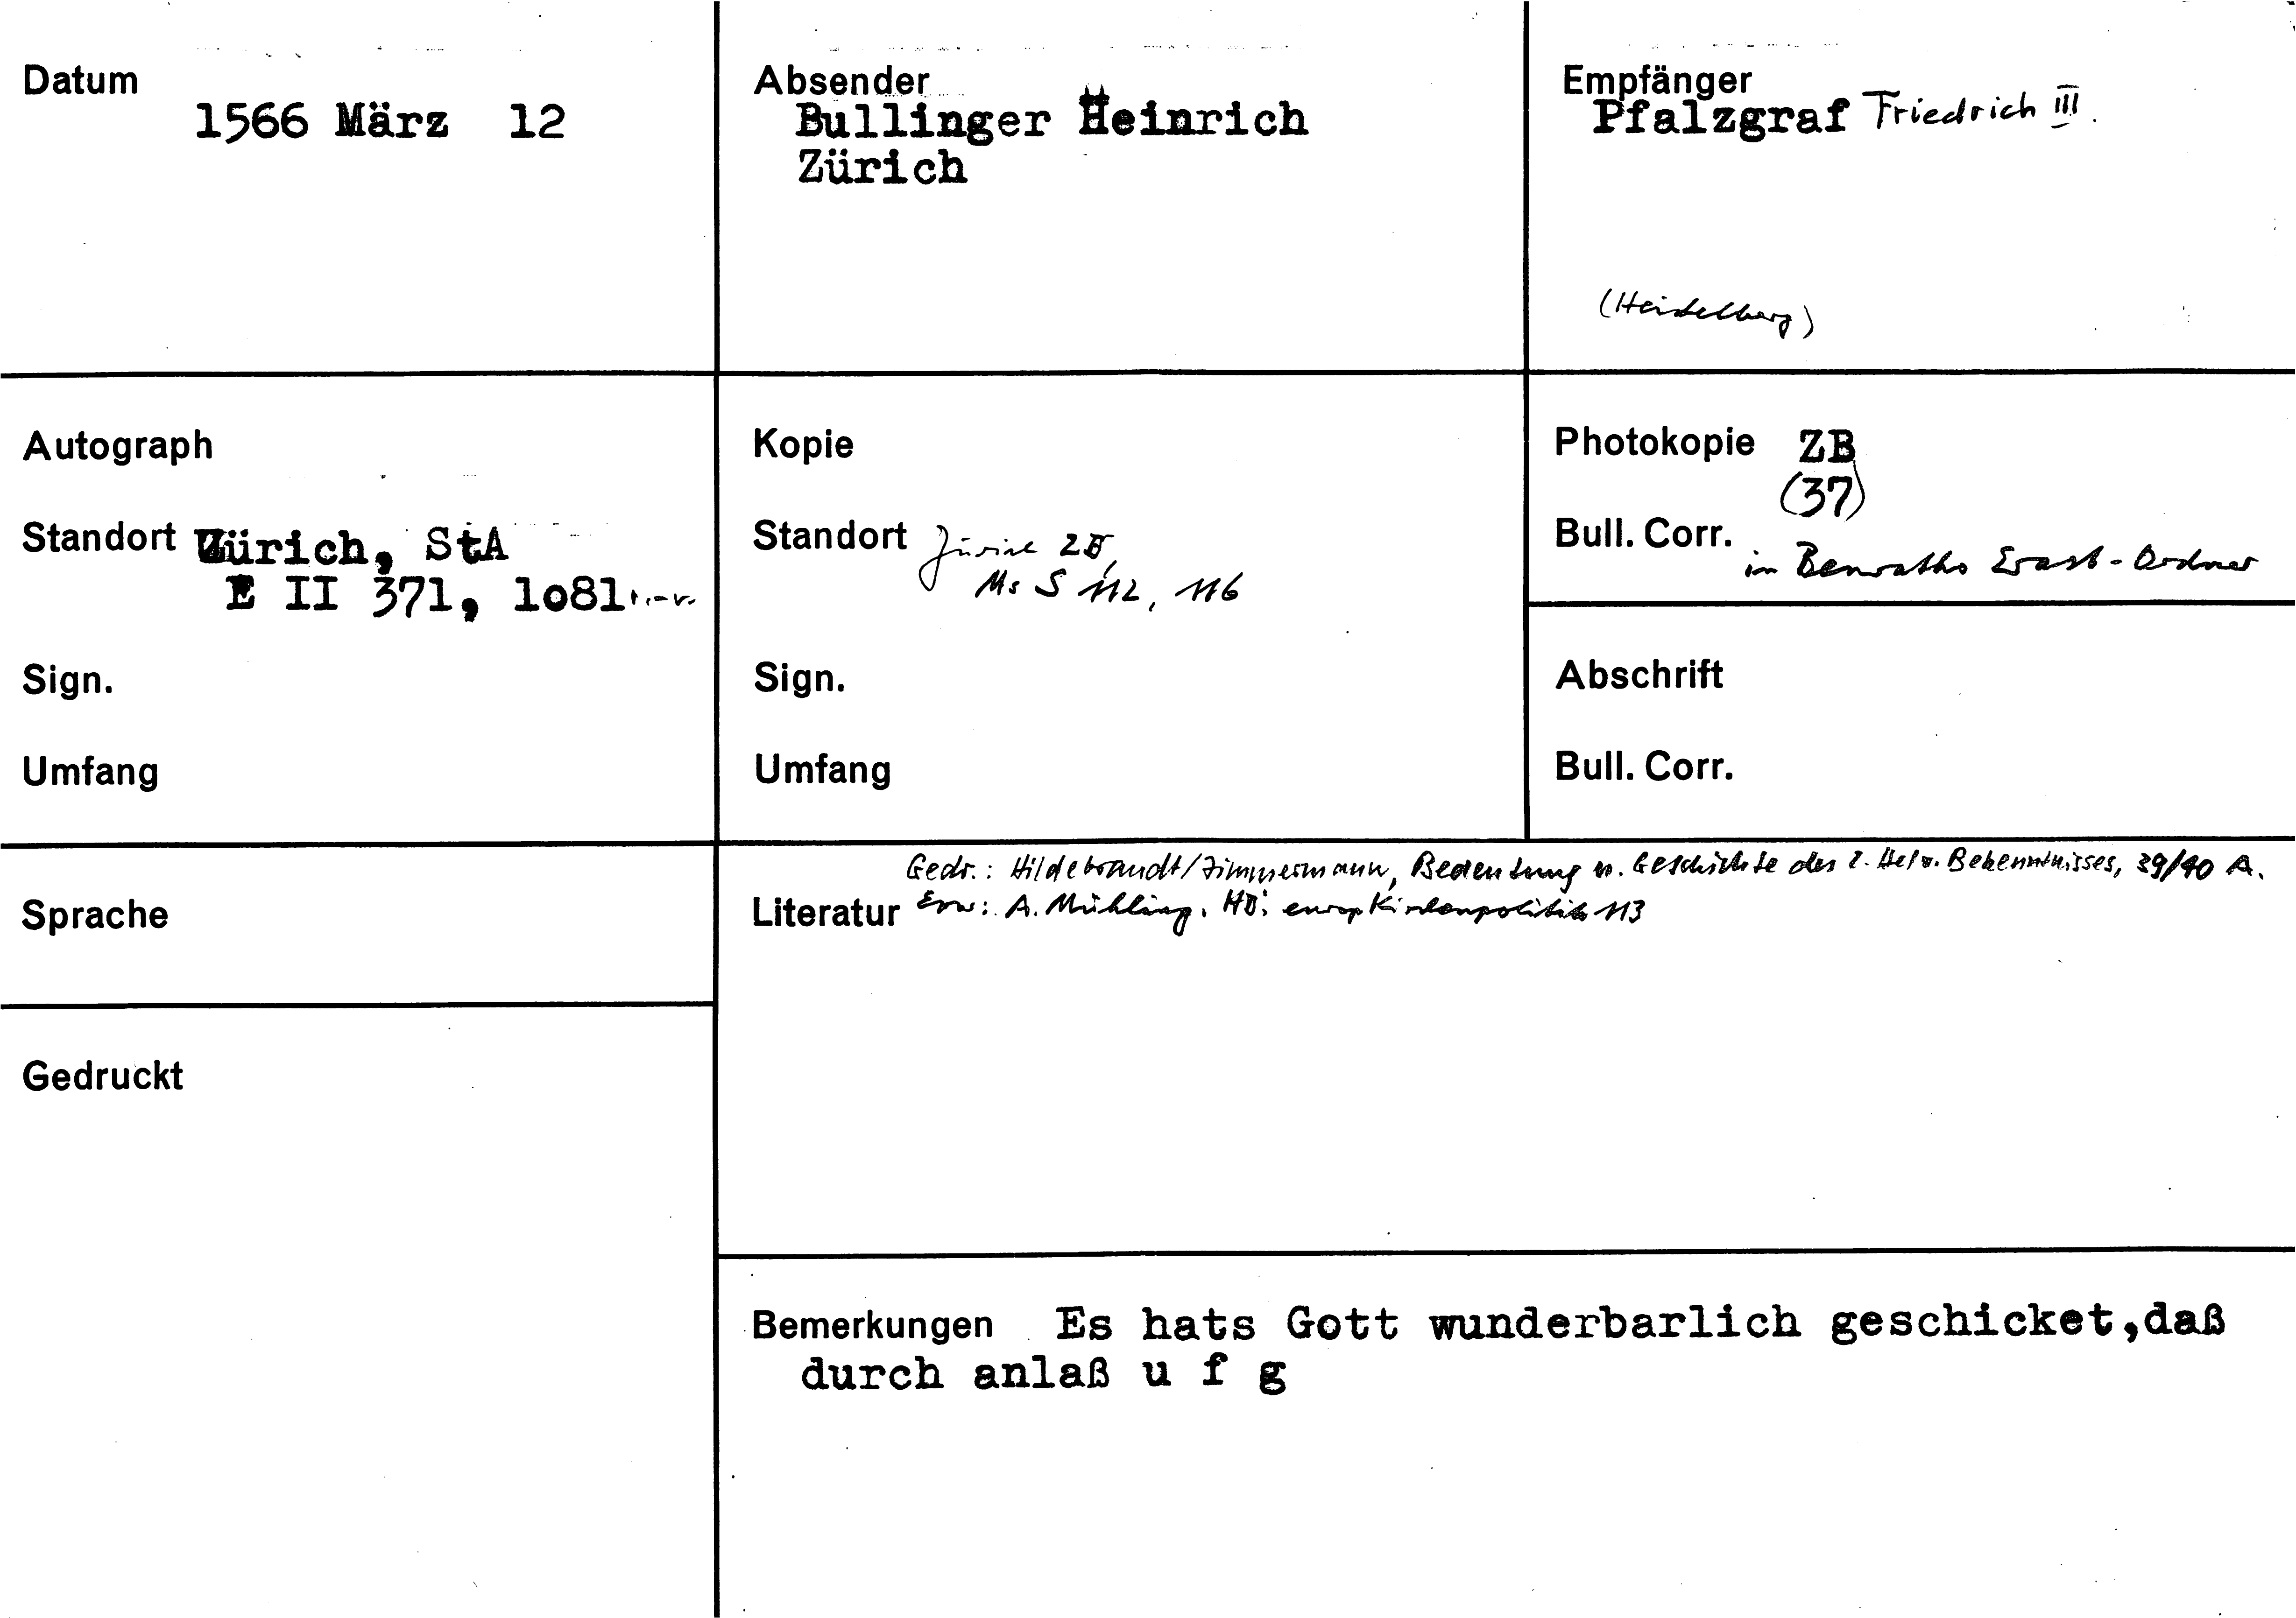 Datum
1566 März 12
Absender
Bullinger Heinrich
Zürich
Empfänger
Pfalzgraf Friedrich III.
(Heidelberg)
Autograph
Standort Zürich, StA
E II 371, 1o81r.-v.
Sign.
Umfang
Kopie
Standort Zürich ZB,
Ms S 112, 116
Sign.
Umfang
Photokopie ZB
(37)
Bull. Corr.
in Benraths Erast-Ordner
Abschrift
Bull. Corr.
Sprache
Gedruckt
Gedr.: Hildebrandt/Zimmermann, Bedeutung u. Geschichte des 2. Helv. Bekenntnisses, 39/40 A.
Literatur Erw: A. Mühling, HB's europ Kirchenpolitik 113
Bemerkungen Es hats Gott wunderbarlich geschicket,daß
durch anlaß u f g